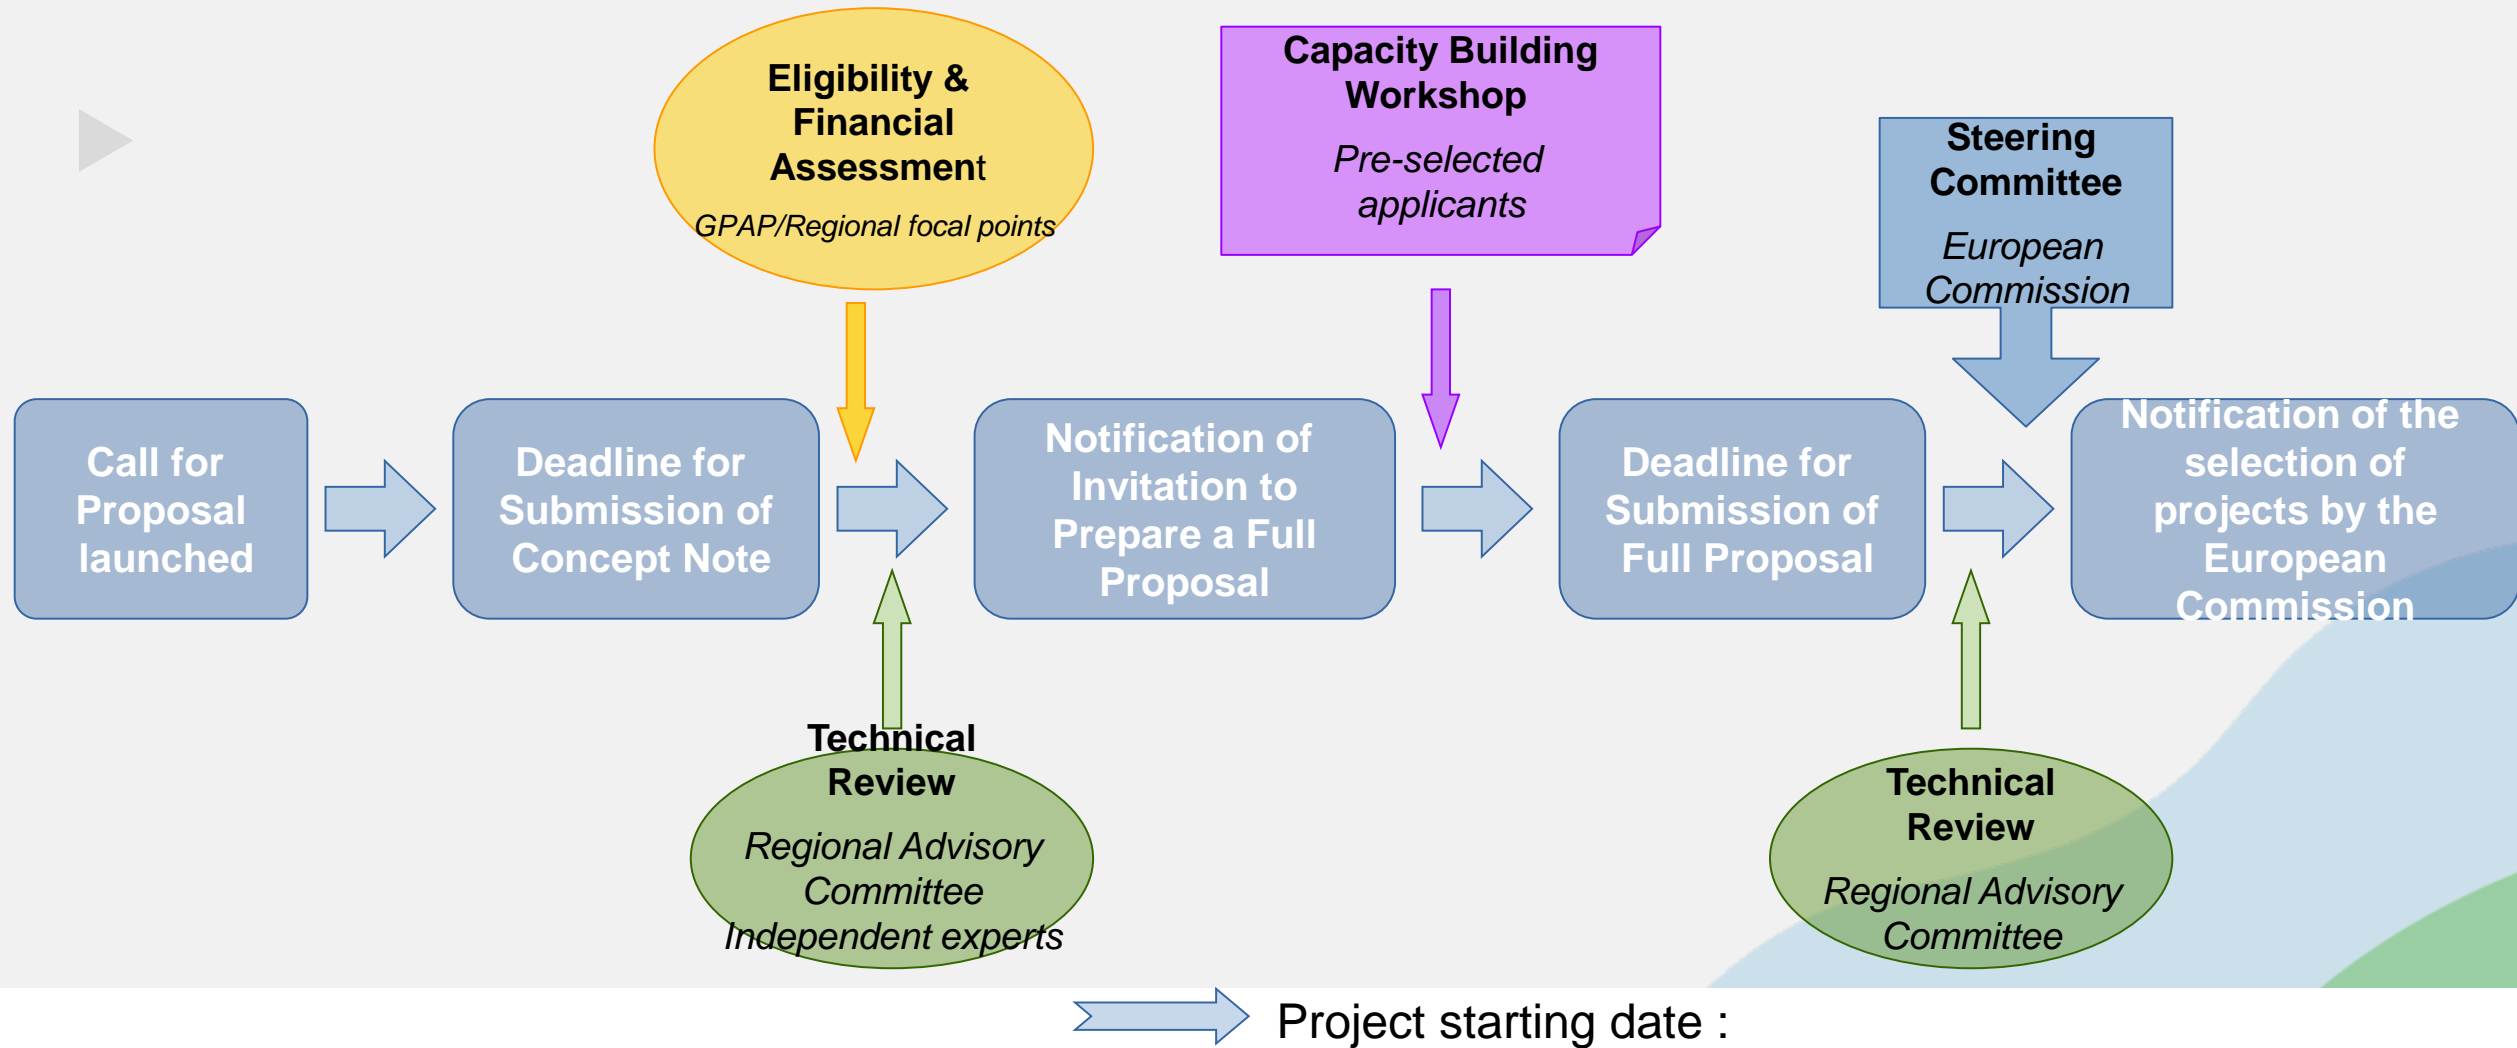 Eligibility &
Financial
Assessment
GPAP/Regional focal points
Capacity Building
Workshop
Pre-selected
applicants
Steering
Committee
European
Commission
Call for
Proposal
launched
Deadline for
Submission of
Concept Note
Notification of
Invitation to
Prepare a Full
Proposal
Deadline for
Submission of
Full Proposal
Notification of the
selection of
projects by the
European
Commission
Technical
Review
Regional Advisory
Committee
Independent experts
Technical
Review
Regional Advisory
Committee
Project starting date :